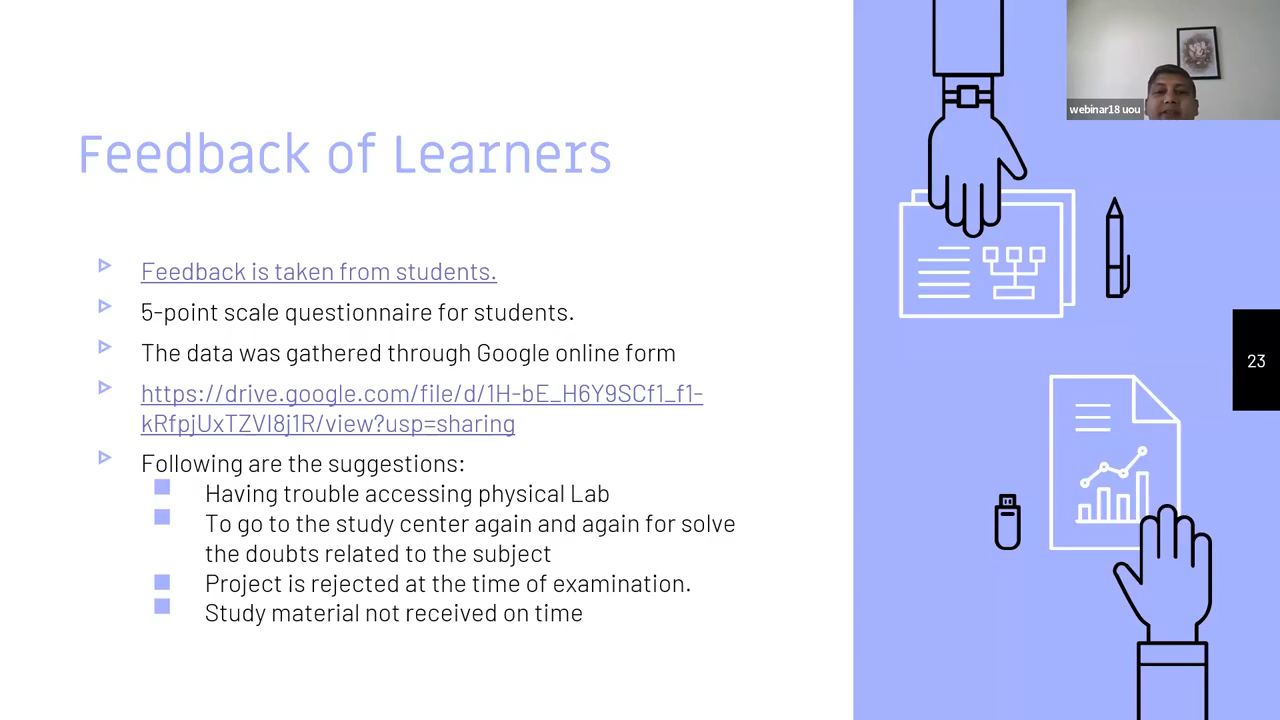 webinar18 uou
Feedback of Learners
Feedback is taken from students.
5-point scale questionnaire for students.
The data was gathered through Google online form
https://drive.google.com/file/d/1H-bE_H6Y9SCf1_f1-
kRfpjUxTZVI8j1R/view?usp=sharing
Following are the suggestions:
Having trouble accessing physical Lab
To go to the study center again and again for solve
the doubts related to the subject
Project is rejected at the time of examination.
Study material not received on time
23